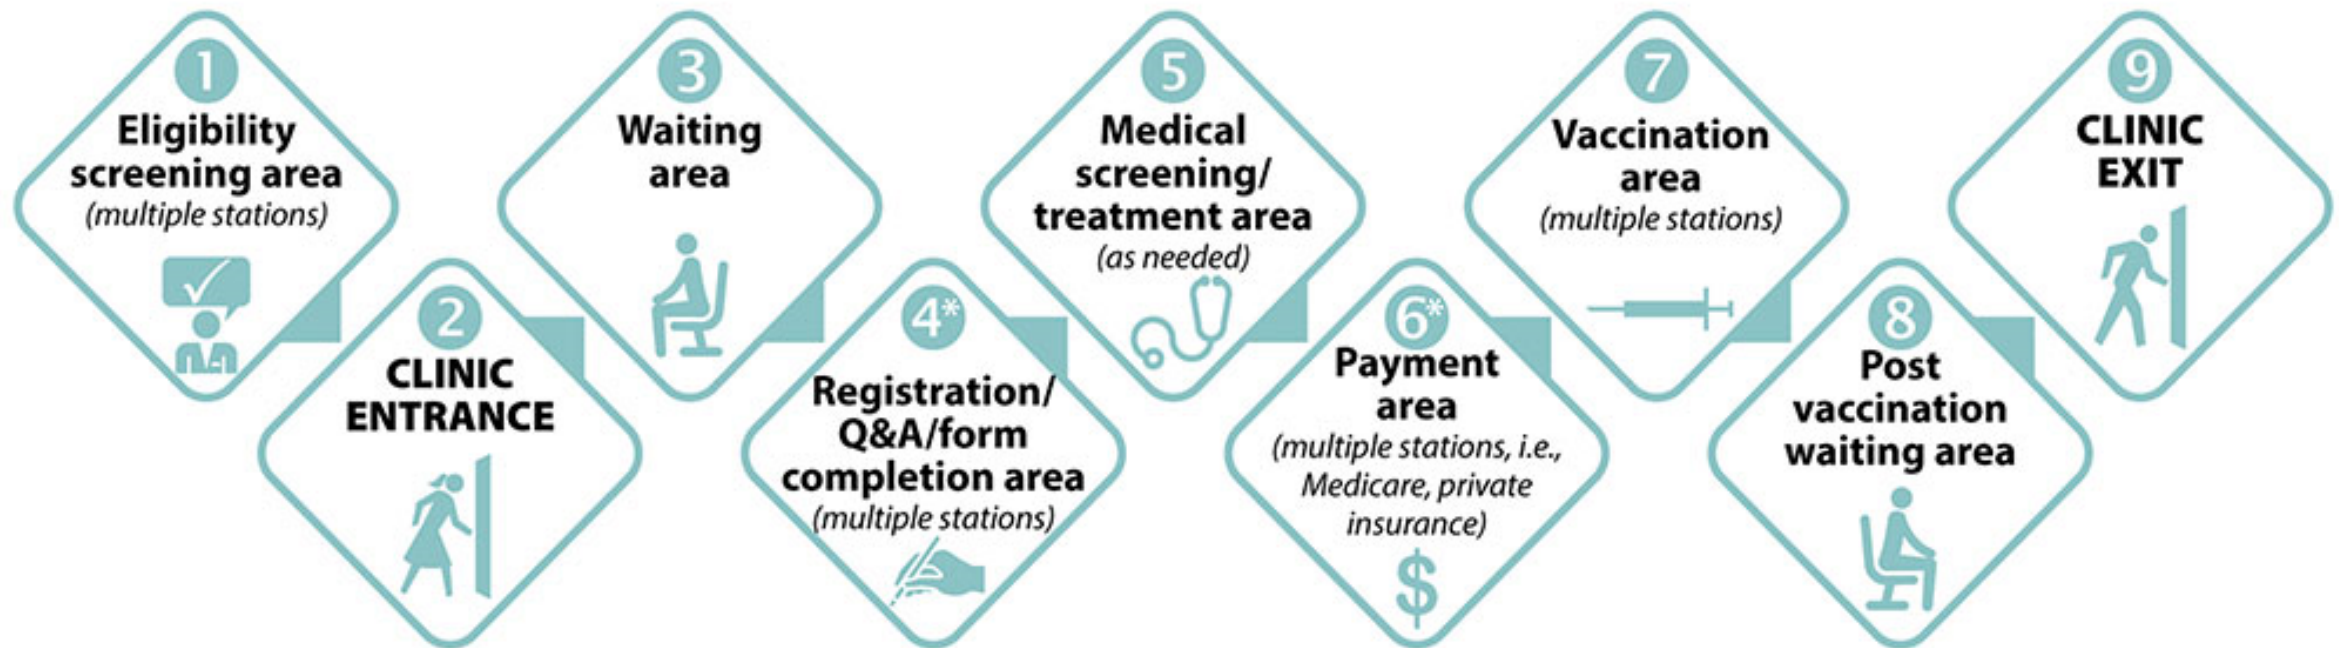 1
Eligibility
screening area
(multiple stations)
2
CLINIC
ENTRANCE
3
Waiting
area
4*
Registration/
Q&A/form
completion area
(multiple stations)
5
Medical
screening/
treatment area
(as needed)
6*
Payment
area
(multiple stations, i.e.,
Medicare, private
insurance)
$
7
Vaccination
area
(multiple stations)
8
Post
vaccination
waiting area
9
CLINIC
EXIT